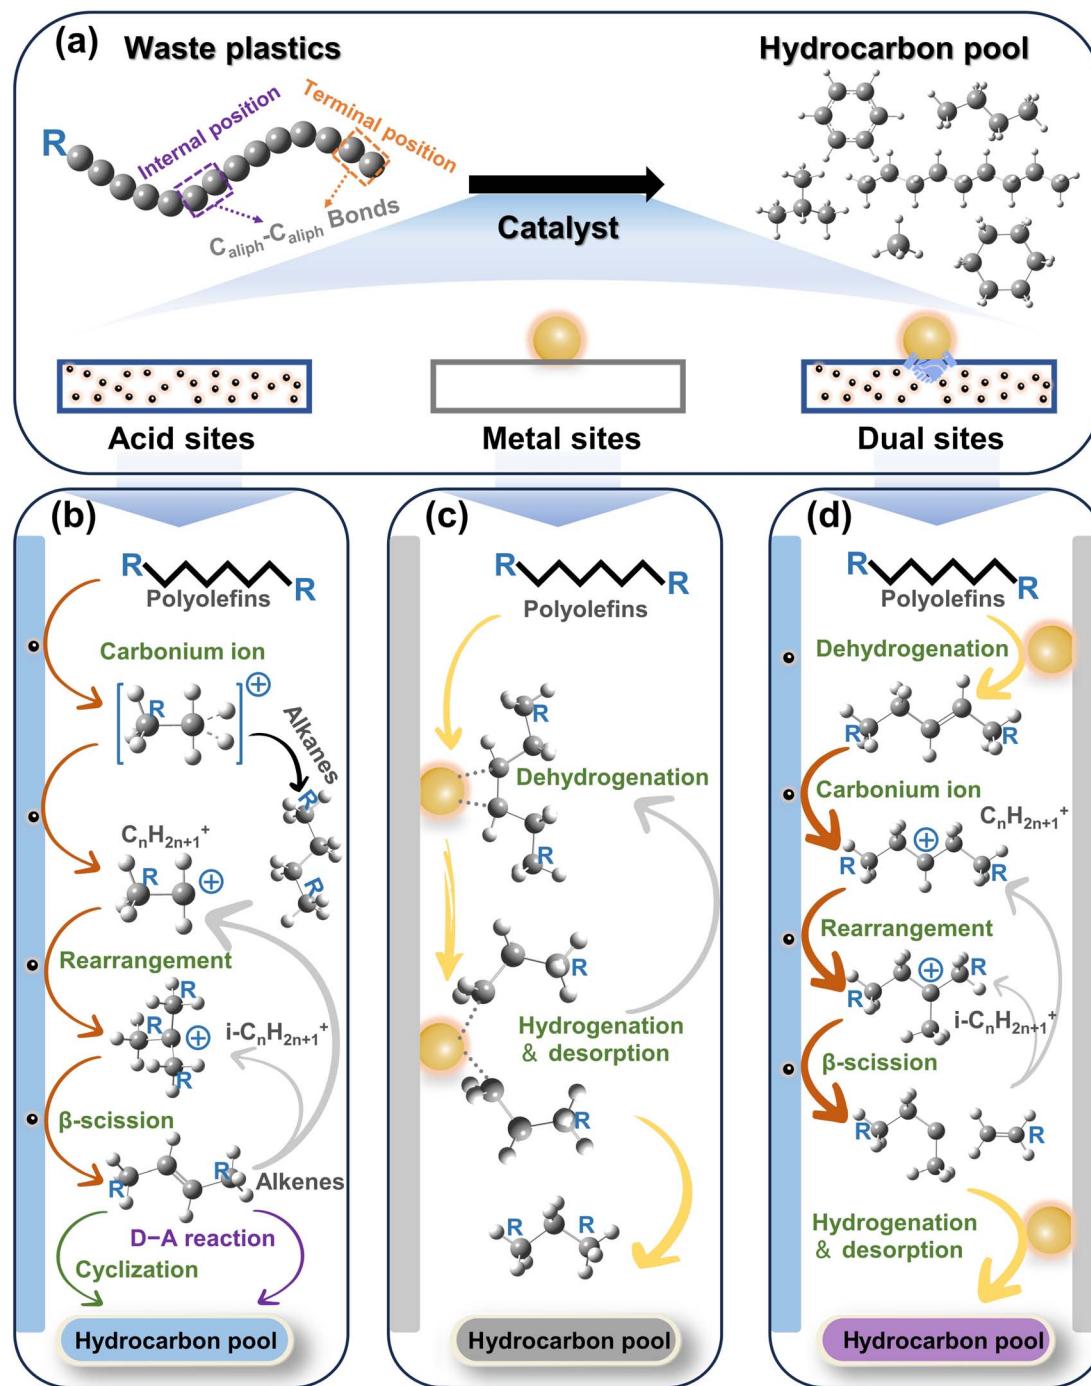 (a)
Waste plastics
Hydrocarbon pool
R
Internal position
Terminal position
C_aliph-C_aliph Bonds
Catalyst
Acid sites
Metal sites
Dual sites
(b)
R
R
Polyolefins
Carbonium ion
R
⊕
Alkanes
R
R
CnH2n+1+
R
⊕
Rearrangement
R
R
⊕
R
i-CnH2n+1+
β-scission
R
R
Alkenes
D–A reaction
Cyclization
Hydrocarbon pool
(c)
R
R
Polyolefins
R
Dehydrogenation
R
R
Hydrogenation
& desorption
R
R
R
Hydrocarbon pool
(d)
R
R
Polyolefins
Dehydrogenation
R
R
Carbonium ion
CnH2n+1+
R
⊕
R
Rearrangement
R
⊕
R
i-CnH2n+1+
β-scission
R
R
Hydrogenation
& desorption
Hydrocarbon pool